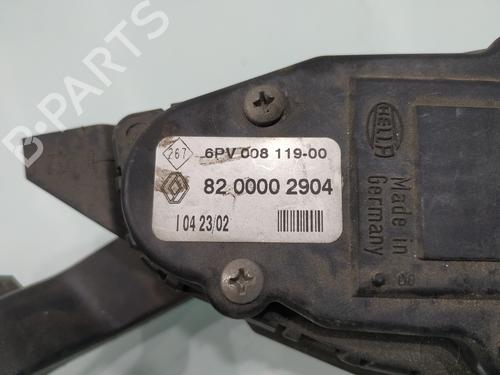 B-PARTS
267
6PV 008 119-00
82 0000 2904
I 04 23/02
HELLA
Made in
Germany